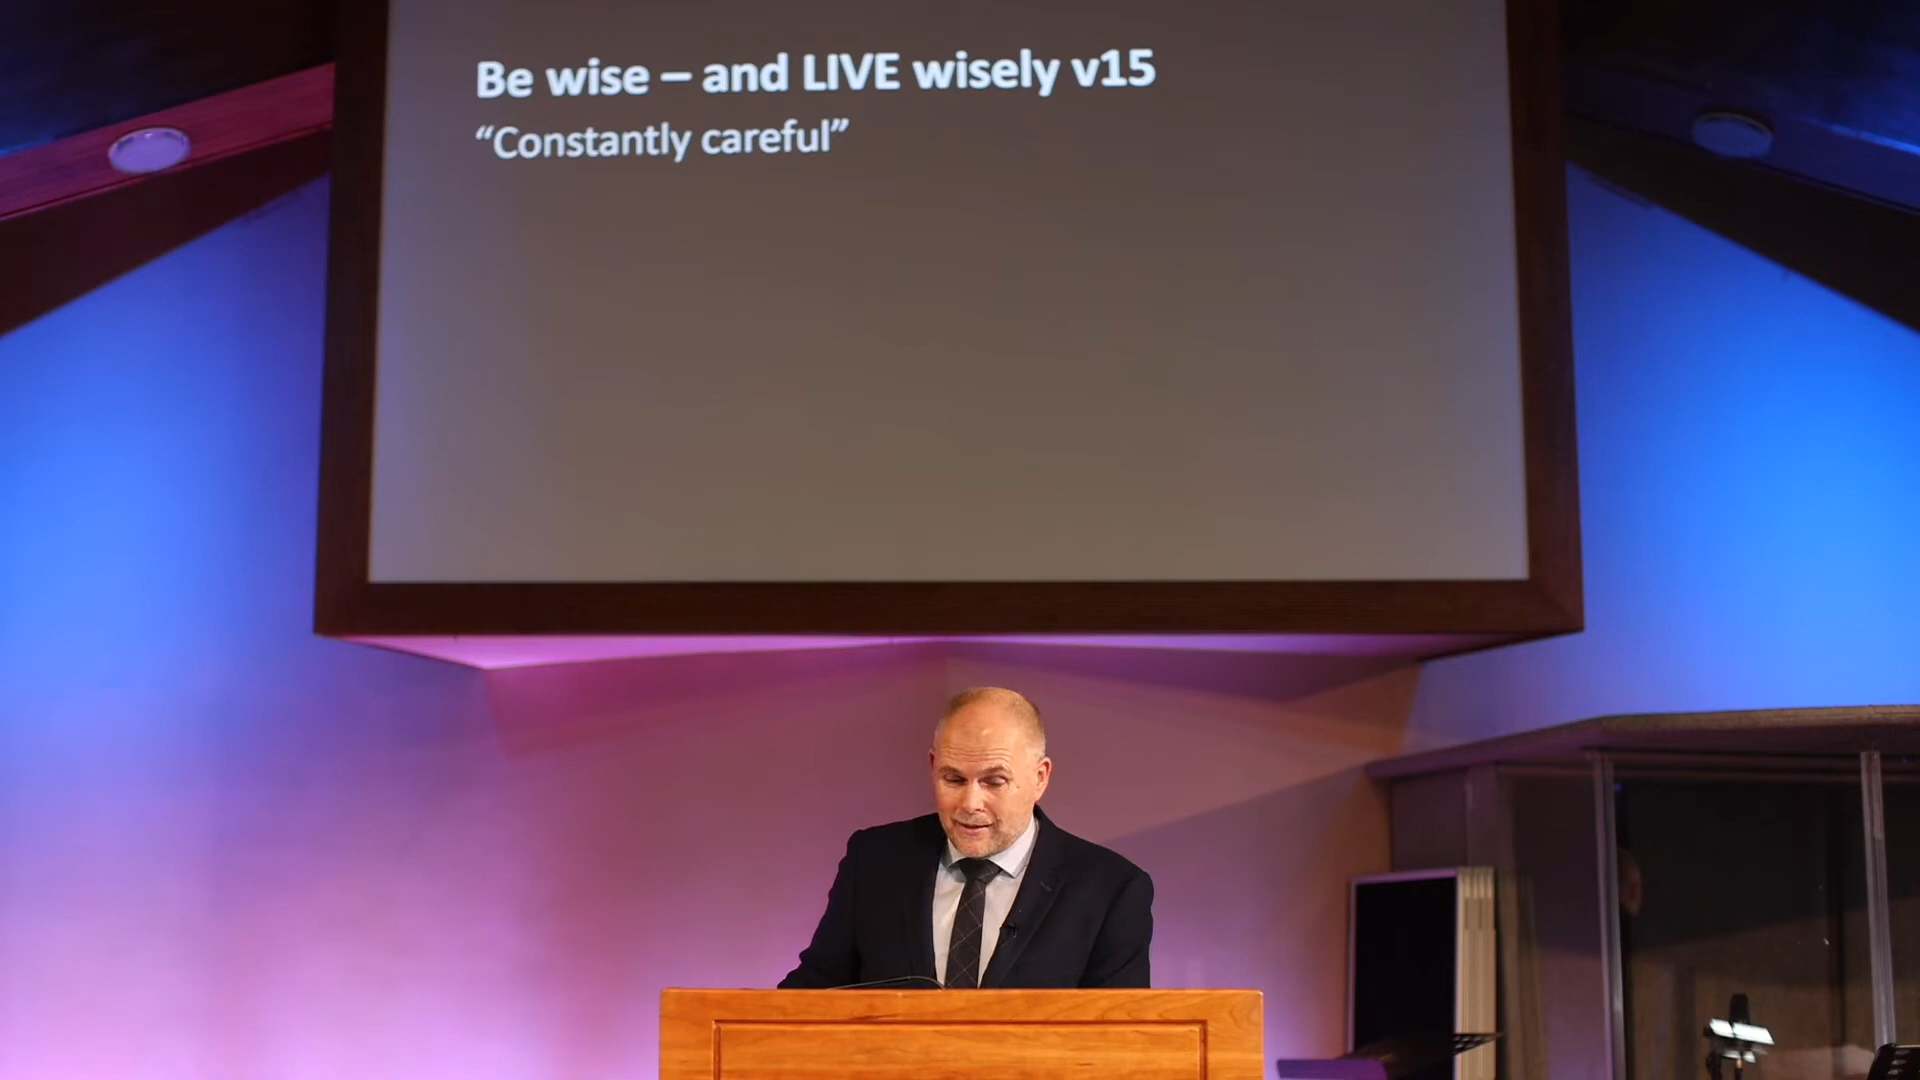 Be wise – and LIVE wisely v15
“Constantly careful”